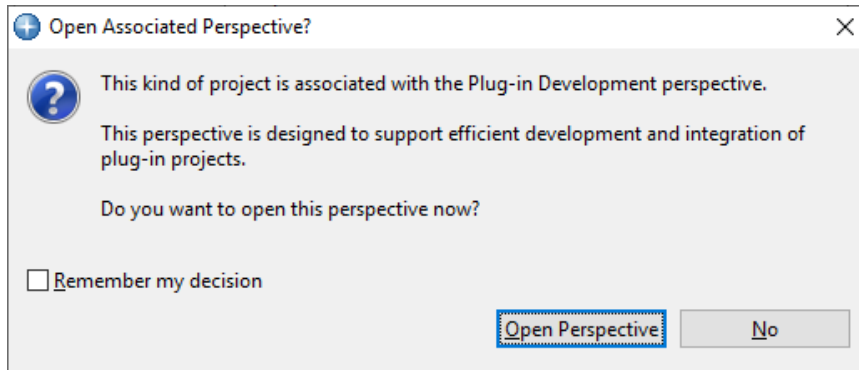 Open Associated Perspective?
This kind of project is associated with the Plug-in Development perspective.
This perspective is designed to support efficient development and integration of
plug-in projects.
Do you want to open this perspective now?
Remember my decision
Open Perspective
No